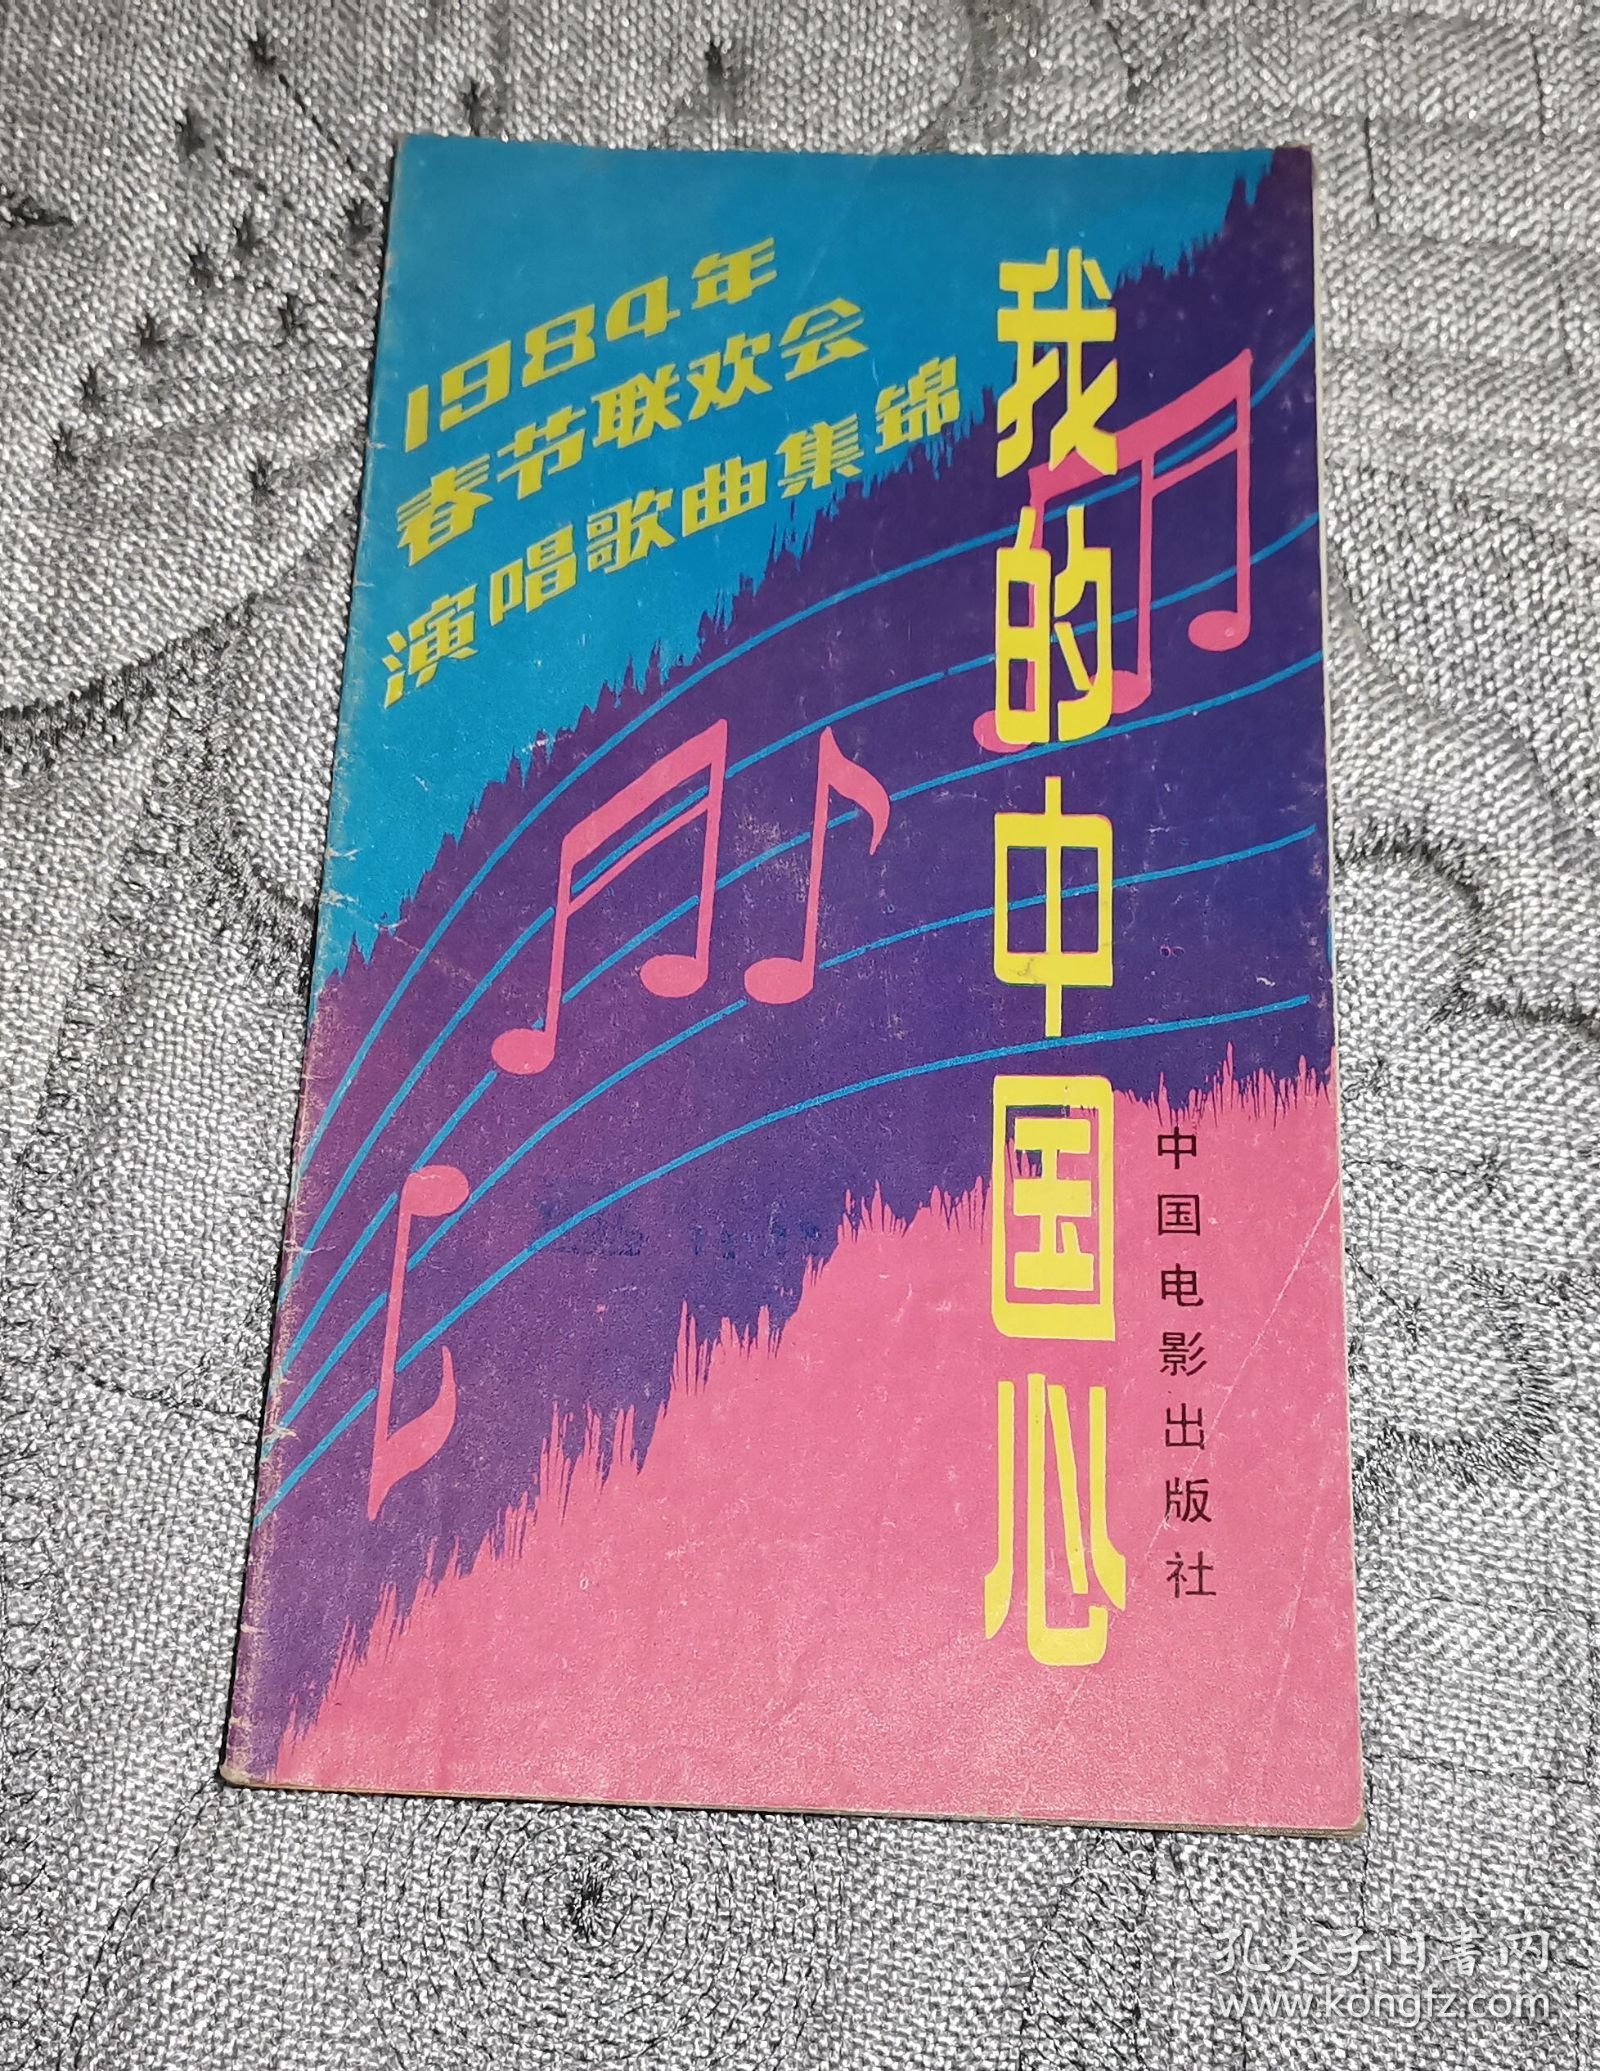 1984年
春节联欢会
演唱歌曲集锦
我的中国心
中国电影出版社
孔夫子旧書网
www.kongfz.com